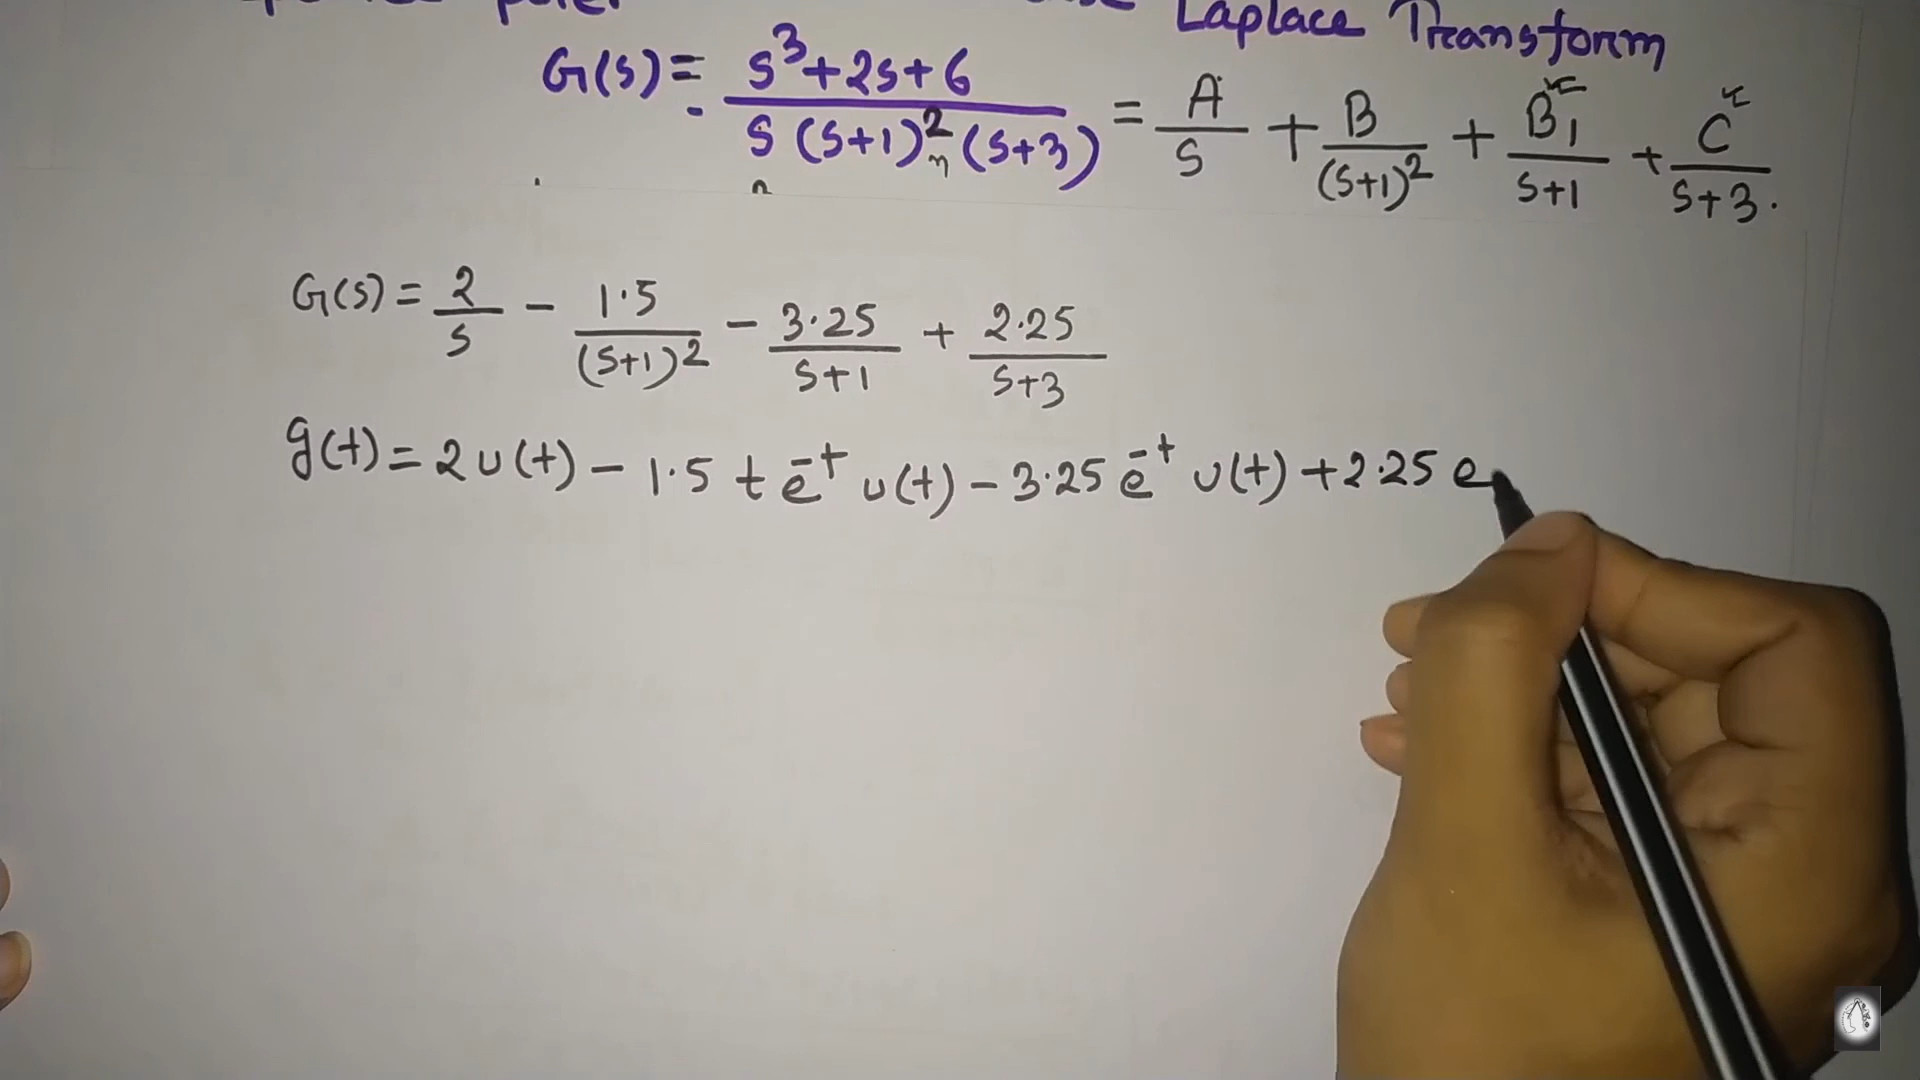 Laplace Transform
G(s) = s³+2s+6 / s (s+1)² (s+3) = A/s + B/(s+1)² + B₁/s+1 + C/s+3.
G(s) = 2/s - 1.5/(s+1)² - 3.25/s+1 + 2.25/s+3
g(t) = 2u(t) - 1.5 t e^-t u(t) - 3.25 e^-t u(t) + 2.25 e